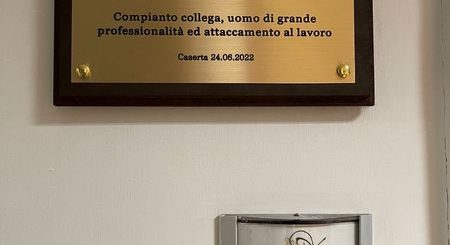 Compianto collega, uomo di grande
professionalità ed attaccamento al lavoro
Caserta 24.06.2022